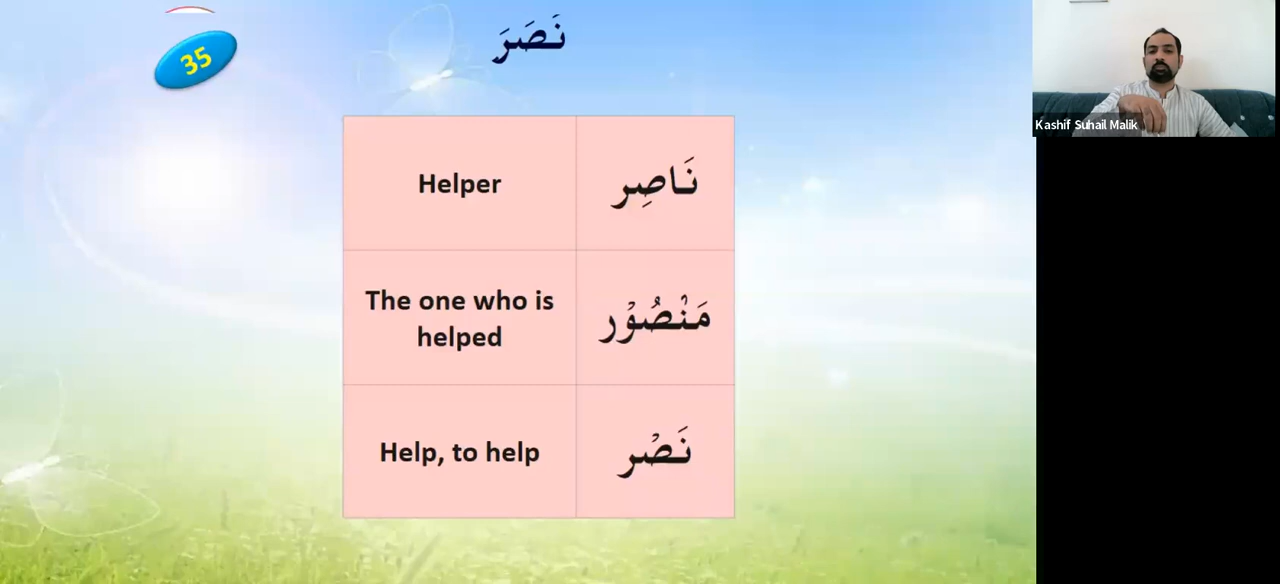 35
نَصَرَ
Kashif Suhail Malik
Helper
نَاصِر
The one who is
helped
مَنْصُوْر
Help, to help
نَصْر